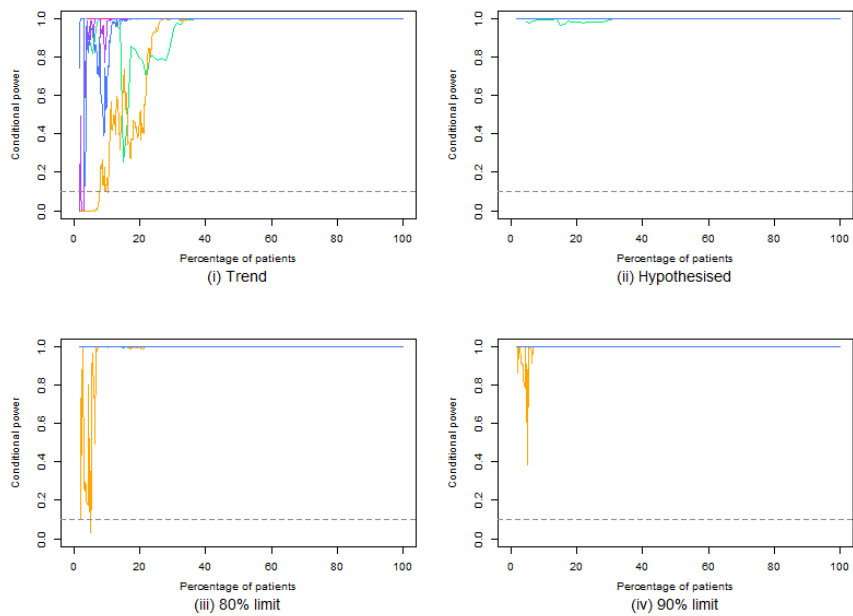 Conditional power
0.0 0.2 0.4 0.6 0.8 1.0
0 20 40 60 80 100
Percentage of patients
(i) Trend
Conditional power
0.0 0.2 0.4 0.6 0.8 1.0
0 20 40 60 80 100
Percentage of patients
(ii) Hypothesised
Conditional power
0.0 0.2 0.4 0.6 0.8 1.0
0 20 40 60 80 100
Percentage of patients
(iii) 80% limit
Conditional power
0.0 0.2 0.4 0.6 0.8 1.0
0 20 40 60 80 100
Percentage of patients
(iv) 90% limit